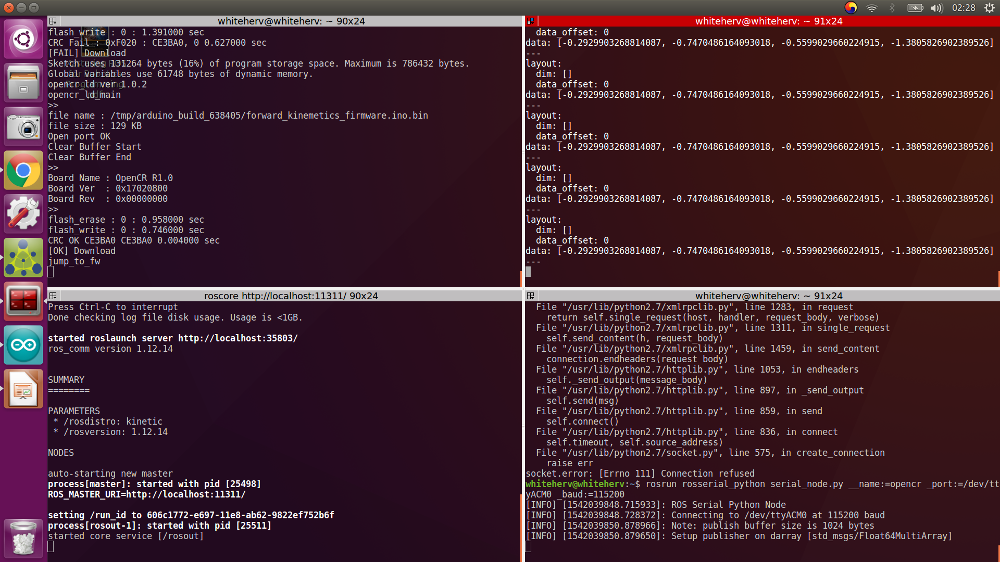 02:28
whiteherv@whiteherv: ~ 90x24
flash_write : 0 : 1.391000 sec
CRC Fail : 0xF020 : CE3BA0, 0 0.627000 sec
[FAIL] Download
Sketch uses 131264 bytes (16%) of program storage space. Maximum is 786432 bytes.
Global variables use 61748 bytes of dynamic memory.
opencr_ld ver 1.0.2
opencr_ld_main
>>
file name : /tmp/arduino_build_638405/forward_kinemetics_firmware.ino.bin
file size : 129 KB
Open port OK
Clear Buffer Start
Clear Buffer End
>>
Board Name : OpenCR R1.0
Board Ver  : 0x17020800
Board Rev  : 0x00000000
>>
flash_erase : 0 : 0.958000 sec
flash_write : 0 : 0.746000 sec
CRC OK CE3BA0 CE3BA0 0.004000 sec
[OK] Download
jump_to_fw
whiteherv@whiteherv: ~ 91x24
  data_offset: 0
data: [-0.2929903268814087, -0.7470486164093018, -0.5599029660224915, -1.3805826902389526]
---
layout:
  dim: []
  data_offset: 0
data: [-0.2929903268814087, -0.7470486164093018, -0.5599029660224915, -1.3805826902389526]
---
layout:
  dim: []
  data_offset: 0
data: [-0.2929903268814087, -0.7470486164093018, -0.5599029660224915, -1.3805826902389526]
---
layout:
  dim: []
  data_offset: 0
data: [-0.2929903268814087, -0.7470486164093018, -0.5599029660224915, -1.3805826902389526]
---
layout:
  dim: []
  data_offset: 0
data: [-0.2929903268814087, -0.7470486164093018, -0.5599029660224915, -1.3805826902389526]
---
roscore http://localhost:11311/ 90x24
Press Ctrl-C to interrupt
Done checking log file disk usage. Usage is <1GB.
started roslaunch server http://localhost:35803/
ros_comm version 1.12.14
SUMMARY
========
PARAMETERS
 * /rosdistro: kinetic
 * /rosversion: 1.12.14
NODES
auto-starting new master
process[master]: started with pid [25498]
ROS_MASTER_URI=http://localhost:11311/
setting /run_id to 606c1772-e697-11e8-ab62-9822ef752b6f
process[rosout-1]: started with pid [25511]
started core service [/rosout]
whiteherv@whiteherv: ~ 91x24
  File "/usr/lib/python2.7/xmlrpclib.py", line 1283, in request
    return self.single_request(host, handler, request_body, verbose)
  File "/usr/lib/python2.7/xmlrpclib.py", line 1311, in single_request
    self.send_content(h, request_body)
  File "/usr/lib/python2.7/xmlrpclib.py", line 1459, in send_content
    connection.endheaders(request_body)
  File "/usr/lib/python2.7/httplib.py", line 1053, in endheaders
    self._send_output(message_body)
  File "/usr/lib/python2.7/httplib.py", line 897, in _send_output
    self.send(msg)
  File "/usr/lib/python2.7/httplib.py", line 859, in send
    self.connect()
  File "/usr/lib/python2.7/httplib.py", line 836, in connect
    self.timeout, self.source_address)
  File "/usr/lib/python2.7/socket.py", line 575, in create_connection
    raise err
socket.error: [Errno 111] Connection refused
whiteherv@whiteherv:~$ rosrun rosserial_python serial_node.py __name:=opencr _port:=/dev/tt
yACM0 _baud:=115200
[INFO] [1542039848.715933]: ROS Serial Python Node
[INFO] [1542039848.728372]: Connecting to /dev/ttyACM0 at 115200 baud
[INFO] [1542039850.878966]: Note: publish buffer size is 1024 bytes
[INFO] [1542039850.879650]: Setup publisher on darray [std_msgs/Float64MultiArray]